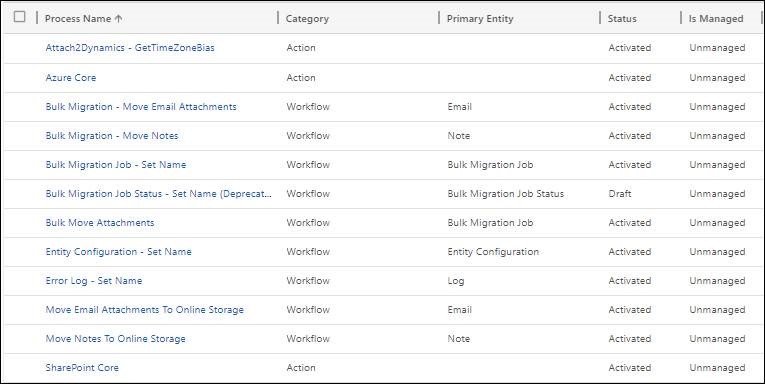 Process Name ↑ Category Primary Entity Status Is Managed
Attach2Dynamics - GetTimeZoneBias Action Activated Unmanaged
Azure Core Action Activated Unmanaged
Bulk Migration - Move Email Attachments Workflow Email Activated Unmanaged
Bulk Migration - Move Notes Workflow Note Activated Unmanaged
Bulk Migration Job - Set Name Workflow Bulk Migration Job Activated Unmanaged
Bulk Migration Job Status - Set Name (Deprecat... Workflow Bulk Migration Job Status Draft Unmanaged
Bulk Move Attachments Workflow Bulk Migration Job Activated Unmanaged
Entity Configuration - Set Name Workflow Entity Configuration Activated Unmanaged
Error Log - Set Name Workflow Log Activated Unmanaged
Move Email Attachments To Online Storage Workflow Email Activated Unmanaged
Move Notes To Online Storage Workflow Note Activated Unmanaged
SharePoint Core Action Activated Unmanaged